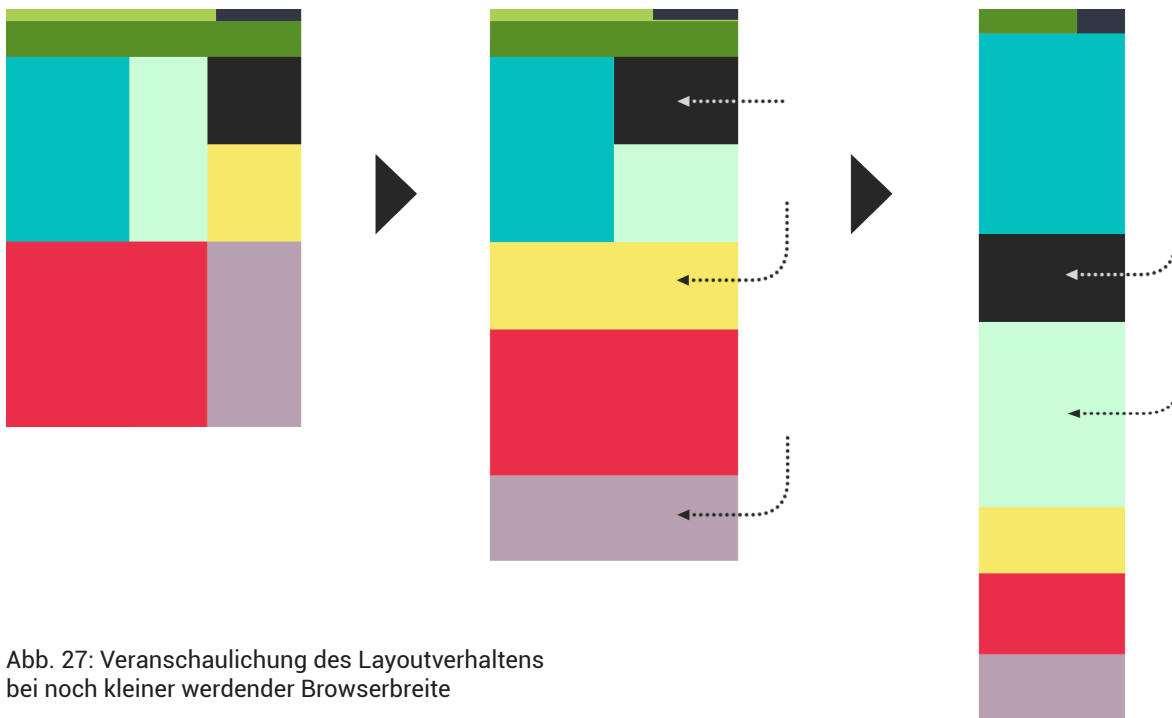 Abb. 27: Veranschaulichung des Layoutverhaltens
bei noch kleiner werdender Browserbreite